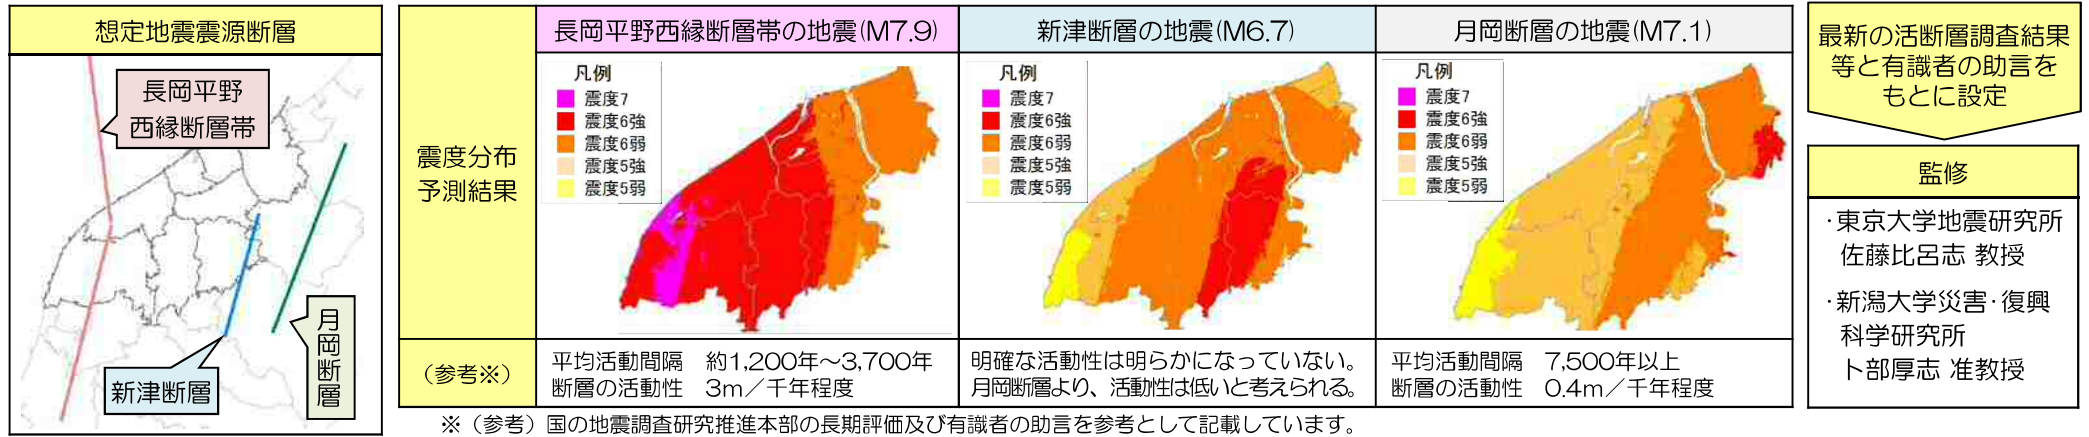 想定地震震源断層
長岡平野
西縁断層帯
新津断層
月岡断層
震度分布
予測結果
長岡平野西縁断層帯の地震(M7.9)
凡例
震度7
震度6強
震度6弱
震度5強
震度5弱
新津断層の地震(M6.7)
凡例
震度7
震度6強
震度6弱
震度5強
震度5弱
月岡断層の地震(M7.1)
凡例
震度7
震度6強
震度6弱
震度5強
震度5弱
（参考※）
平均活動間隔　約1,200年～3,700年
断層の活動性　3m／千年程度
明確な活動性は明らかになっていない。
月岡断層より、活動性は低いと考えられる。
平均活動間隔　7,500年以上
断層の活動性　0.4m／千年程度
※（参考）国の地震調査研究推進本部の長期評価及び有識者の助言を参考として記載しています。
最新の活断層調査結果
等と有識者の助言を
もとに設定
監修
・東京大学地震研究所
佐藤比呂志 教授
・新潟大学災害・復興
科学研究所
卜部厚志 准教授